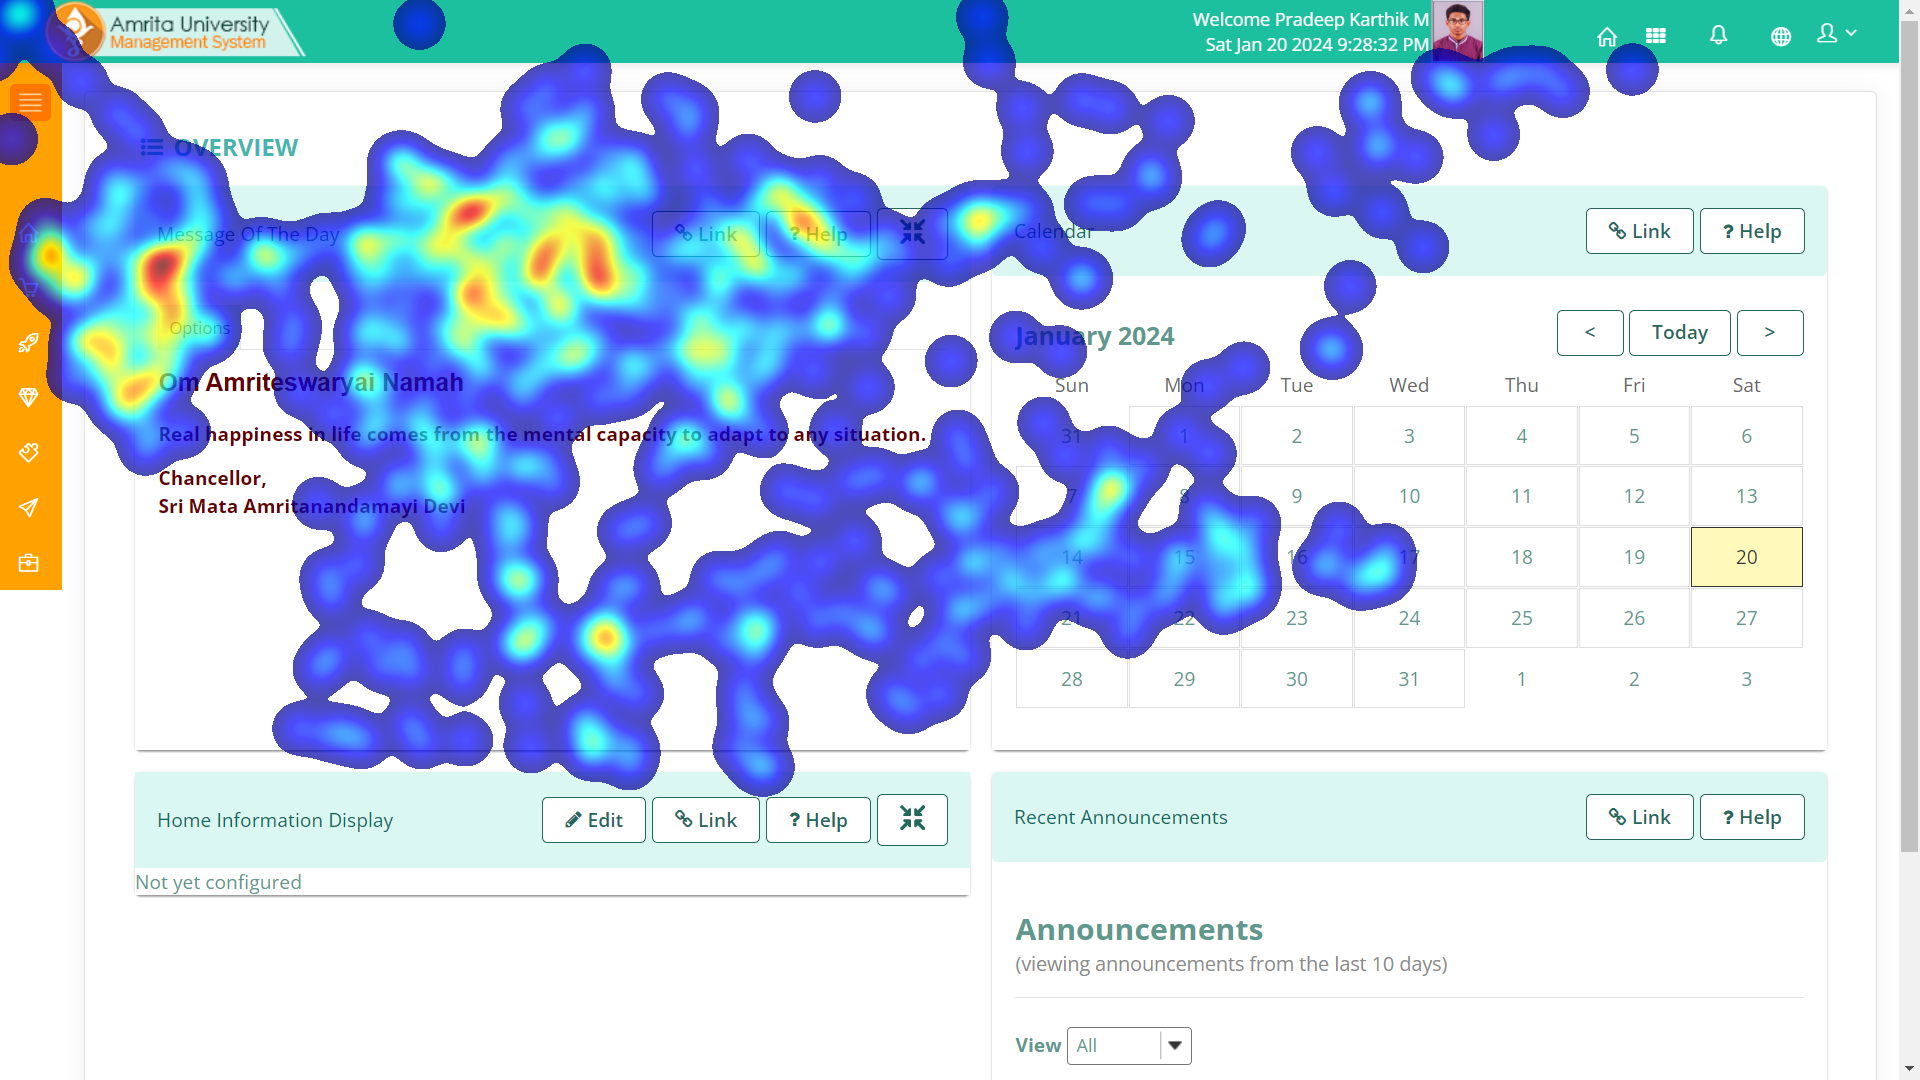 Amrita University
Management System
Welcome Pradeep Karthik M
Sat Jan 20 2024 9:28:32 PM
OVERVIEW
Message Of The Day
Link
? Help
Options
Om Amriteswaryai Namah
Real happiness in life comes from the mental capacity to adapt to any situation.
Chancellor,
Sri Mata Amritanandamayi Devi
Calendar
Link
? Help
January 2024
< Today >
Sun Mon Tue Wed Thu Fri Sat
31 1 2 3 4 5 6
7 8 9 10 11 12 13
14 15 16 17 18 19 20
21 22 23 24 25 26 27
28 29 30 31 1 2 3
Home Information Display
Edit
Link
? Help
Not yet configured
Recent Announcements
Link
? Help
Announcements
(viewing announcements from the last 10 days)
View All